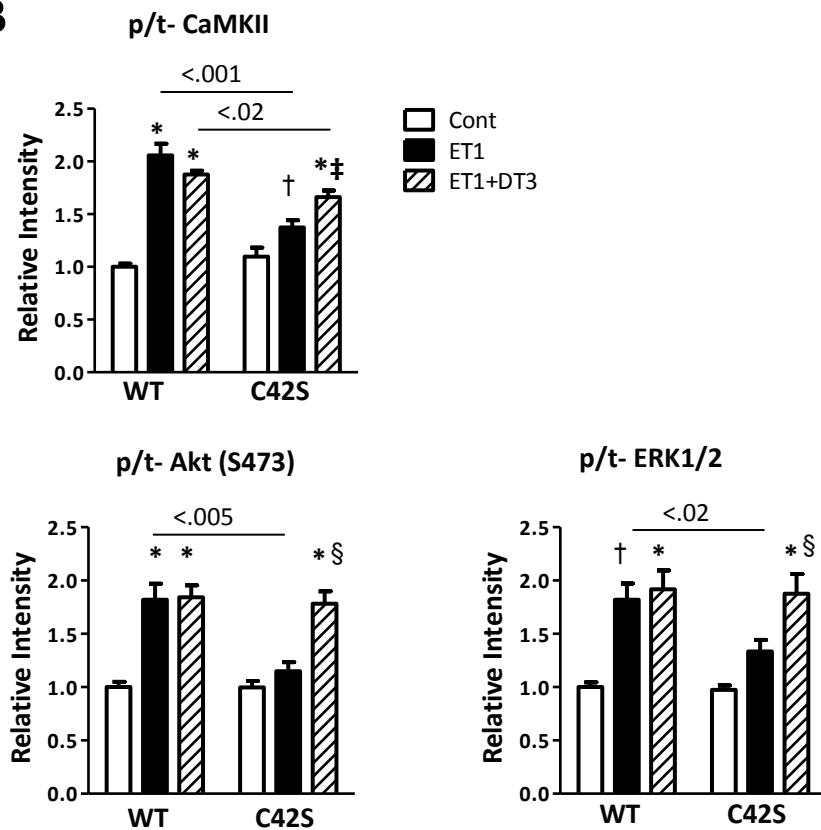 B
p/t- CaMKII
<.001
<.02
Relative Intensity
2.5
2.0
1.5
1.0
0.5
0.0
*
*
†
*‡
WT
C42S
Cont
ET1
ET1+DT3
p/t- Akt (S473)
<.005
Relative Intensity
2.5
2.0
1.5
1.0
0.5
0.0
* *
* §
WT
C42S
p/t- ERK1/2
<.02
Relative Intensity
2.5
2.0
1.5
1.0
0.5
0.0
† *
* §
WT
C42S